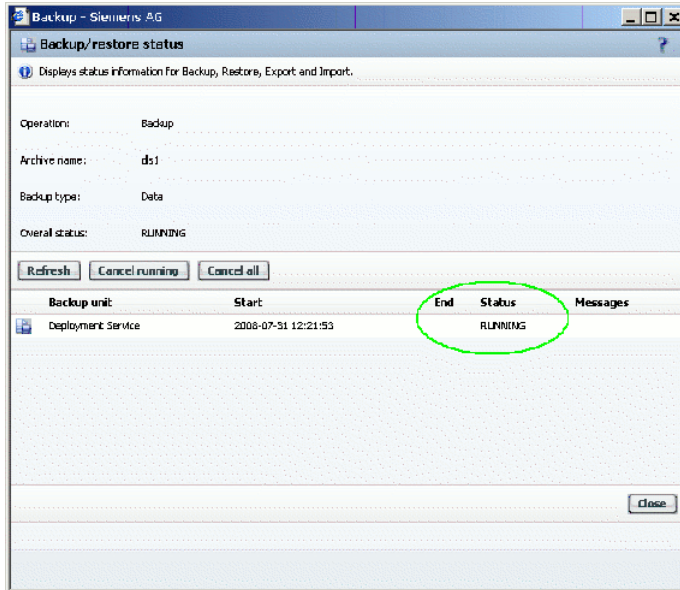 Backup - Siemens AG
Backup/restore status
?
Displays status information for Backup, Restore, Export and Import.
Operation: Backup
Archive name: dls1
Backup type: Data
Overal status: RUNNING
Refresh Cancel running Cancel all
Backup unit Start End Status Messages
Deployment Service 2008-07-31 12:21:53 RUNNING
Close